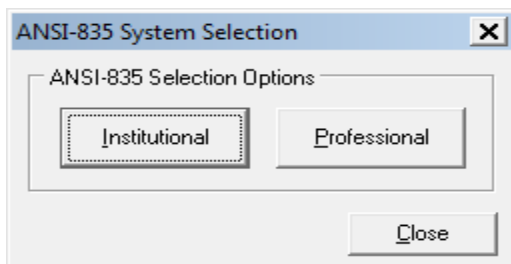 ANSI-835 System Selection
ANSI-835 Selection Options
Institutional
Professional
Close